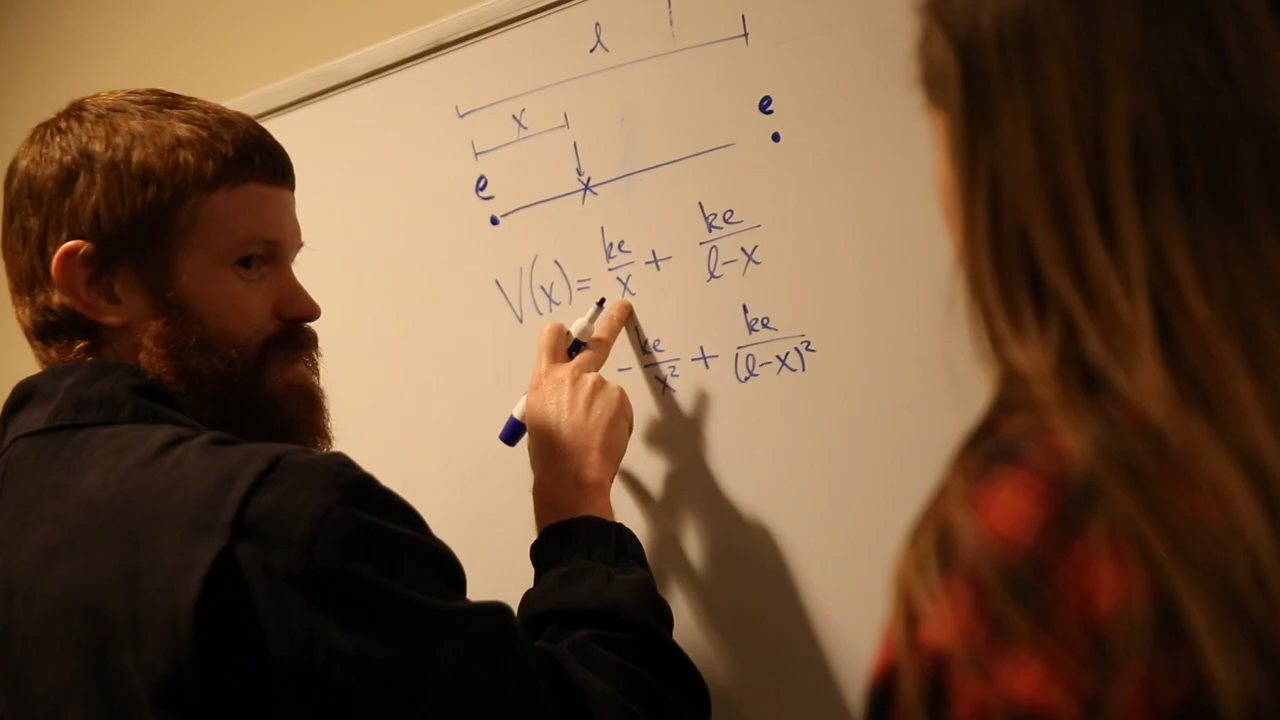 l
x
e
e
x
V(x) = ke/x + ke/(l-x)
- ke/x² + ke/(l-x)²